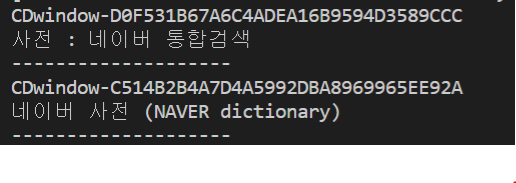 CDwindow-D0F531B67A6C4ADEA16B9594D3589CCC
사전 : 네이버 통합검색
--------------------
CDwindow-C514B2B4A7D4A5992DBA8969965EE92A
네이버 사전 (NAVER dictionary)
--------------------